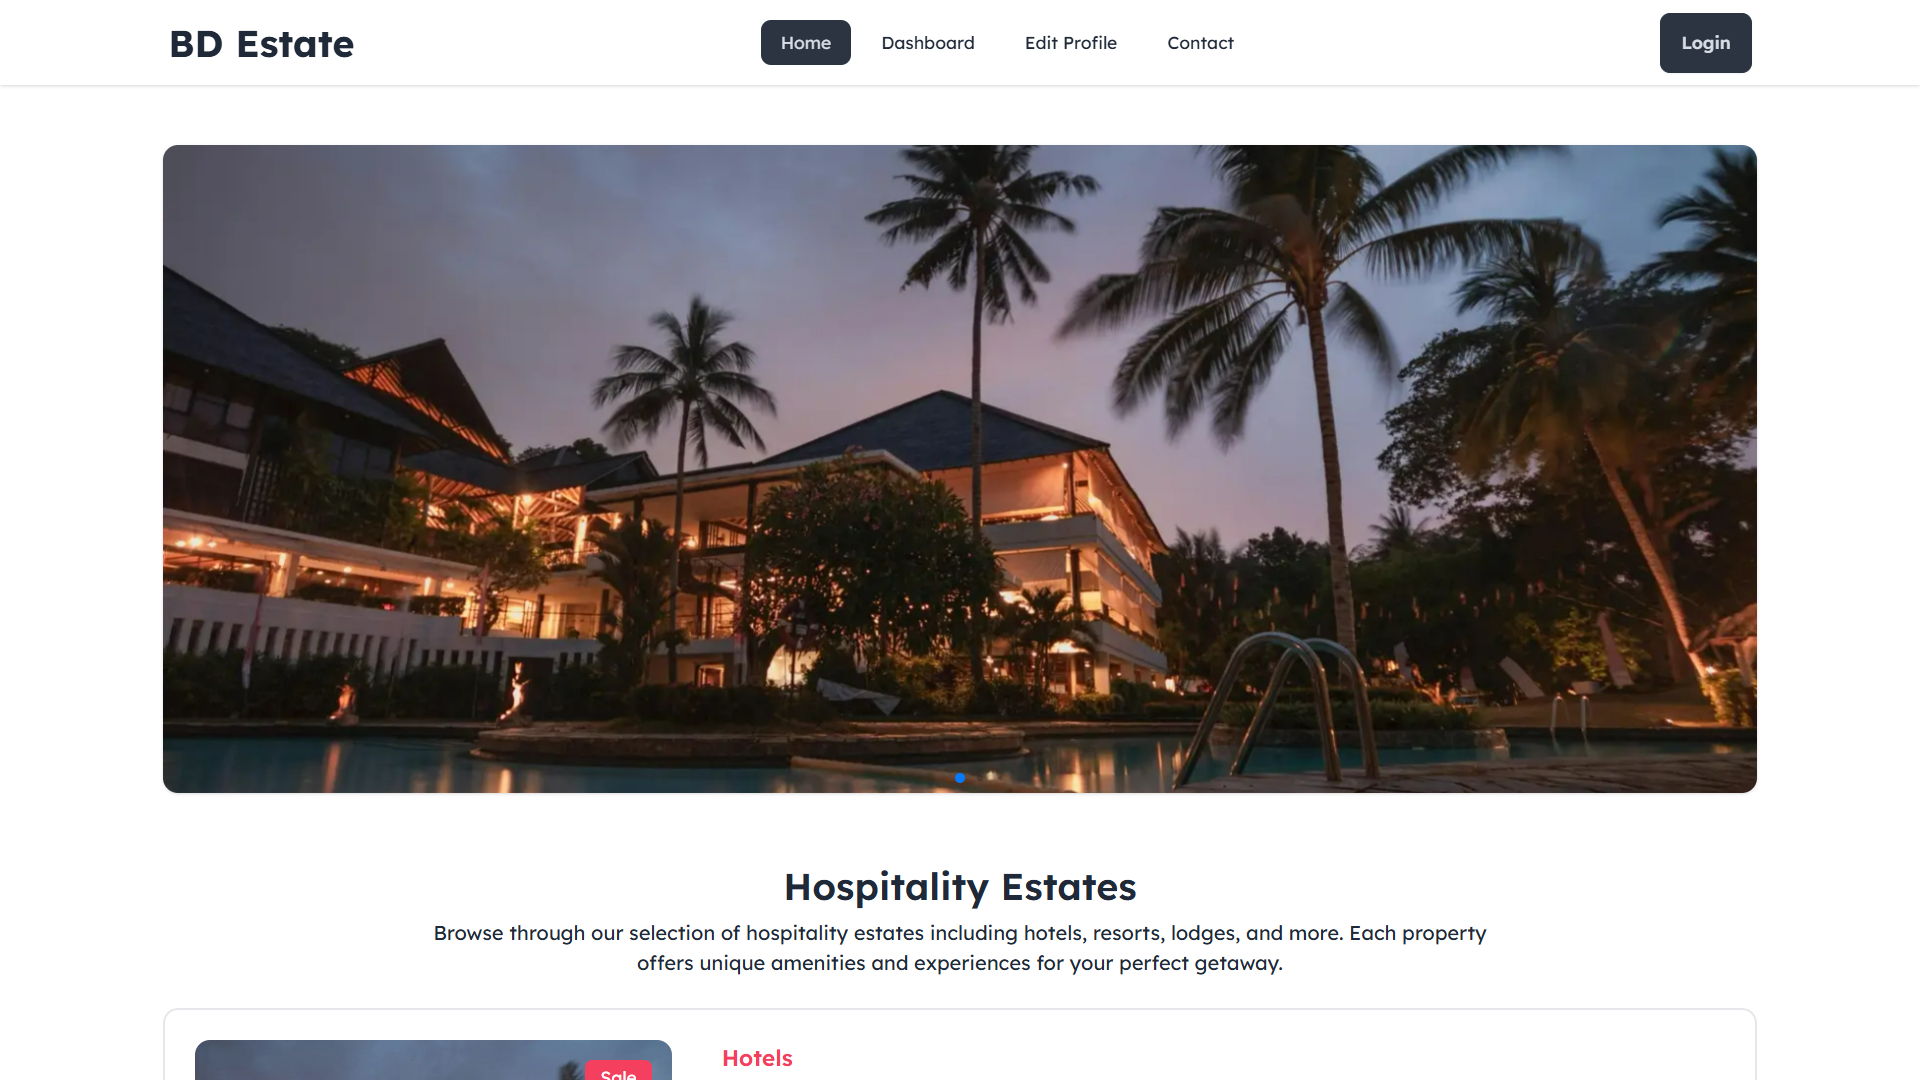 BD Estate
Home
Dashboard
Edit Profile
Contact
Login
Hospitality Estates
Browse through our selection of hospitality estates including hotels, resorts, lodges, and more. Each property
offers unique amenities and experiences for your perfect getaway.
Sale
Hotels